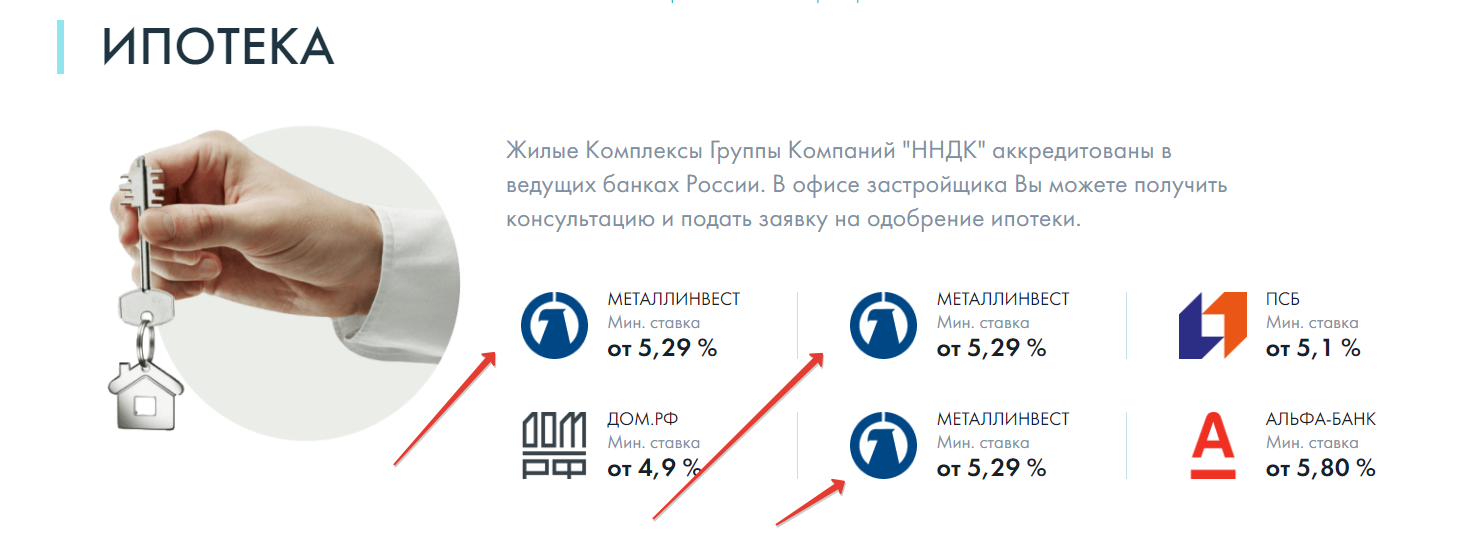 ИПОТЕКА
Жилые Комплексы Группы Компаний "ННДК" аккредитованы в
ведущих банках России. В офисе застройщика Вы можете получить
консультацию и подать заявку на одобрение ипотеки.
МЕТАЛЛИНВЕСТ
Мин. ставка
от 5,29 %
МЕТАЛЛИНВЕСТ
Мин. ставка
от 5,29 %
ПСБ
Мин. ставка
от 5,1 %
ДОМ
РФ
ДОМ.РФ
Мин. ставка
от 4,9 %
МЕТАЛЛИНВЕСТ
Мин. ставка
от 5,29 %
А
АЛЬФА-БАНК
Мин. ставка
от 5,80 %